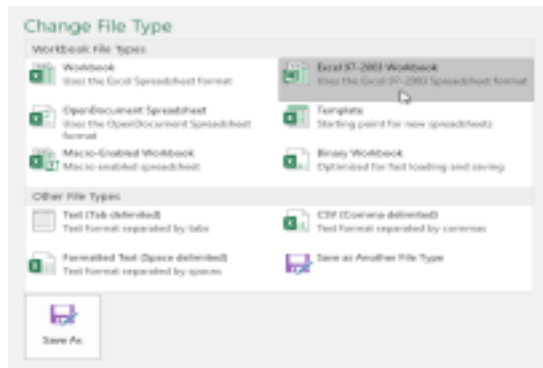 Change File Type
Workbook File Types
Workbook
Uses the Excel Spreadsheet format
Excel 97-2003 Workbook
Uses the Excel 97-2003 Spreadsheet format
OpenDocument Spreadsheet
Uses the OpenDocument Spreadsheet
format
Template
Starting point for new spreadsheets
Macro-Enabled Workbook
Macro enabled spreadsheet
Binary Workbook
Optimized for fast loading and saving
Other File Types
Text (Tab delimited)
Text format separated by tabs
CSV (Comma delimited)
Text format separated by commas
Formatted Text (Space delimited)
Text format separated by spaces
Save as Another File Type
Save As